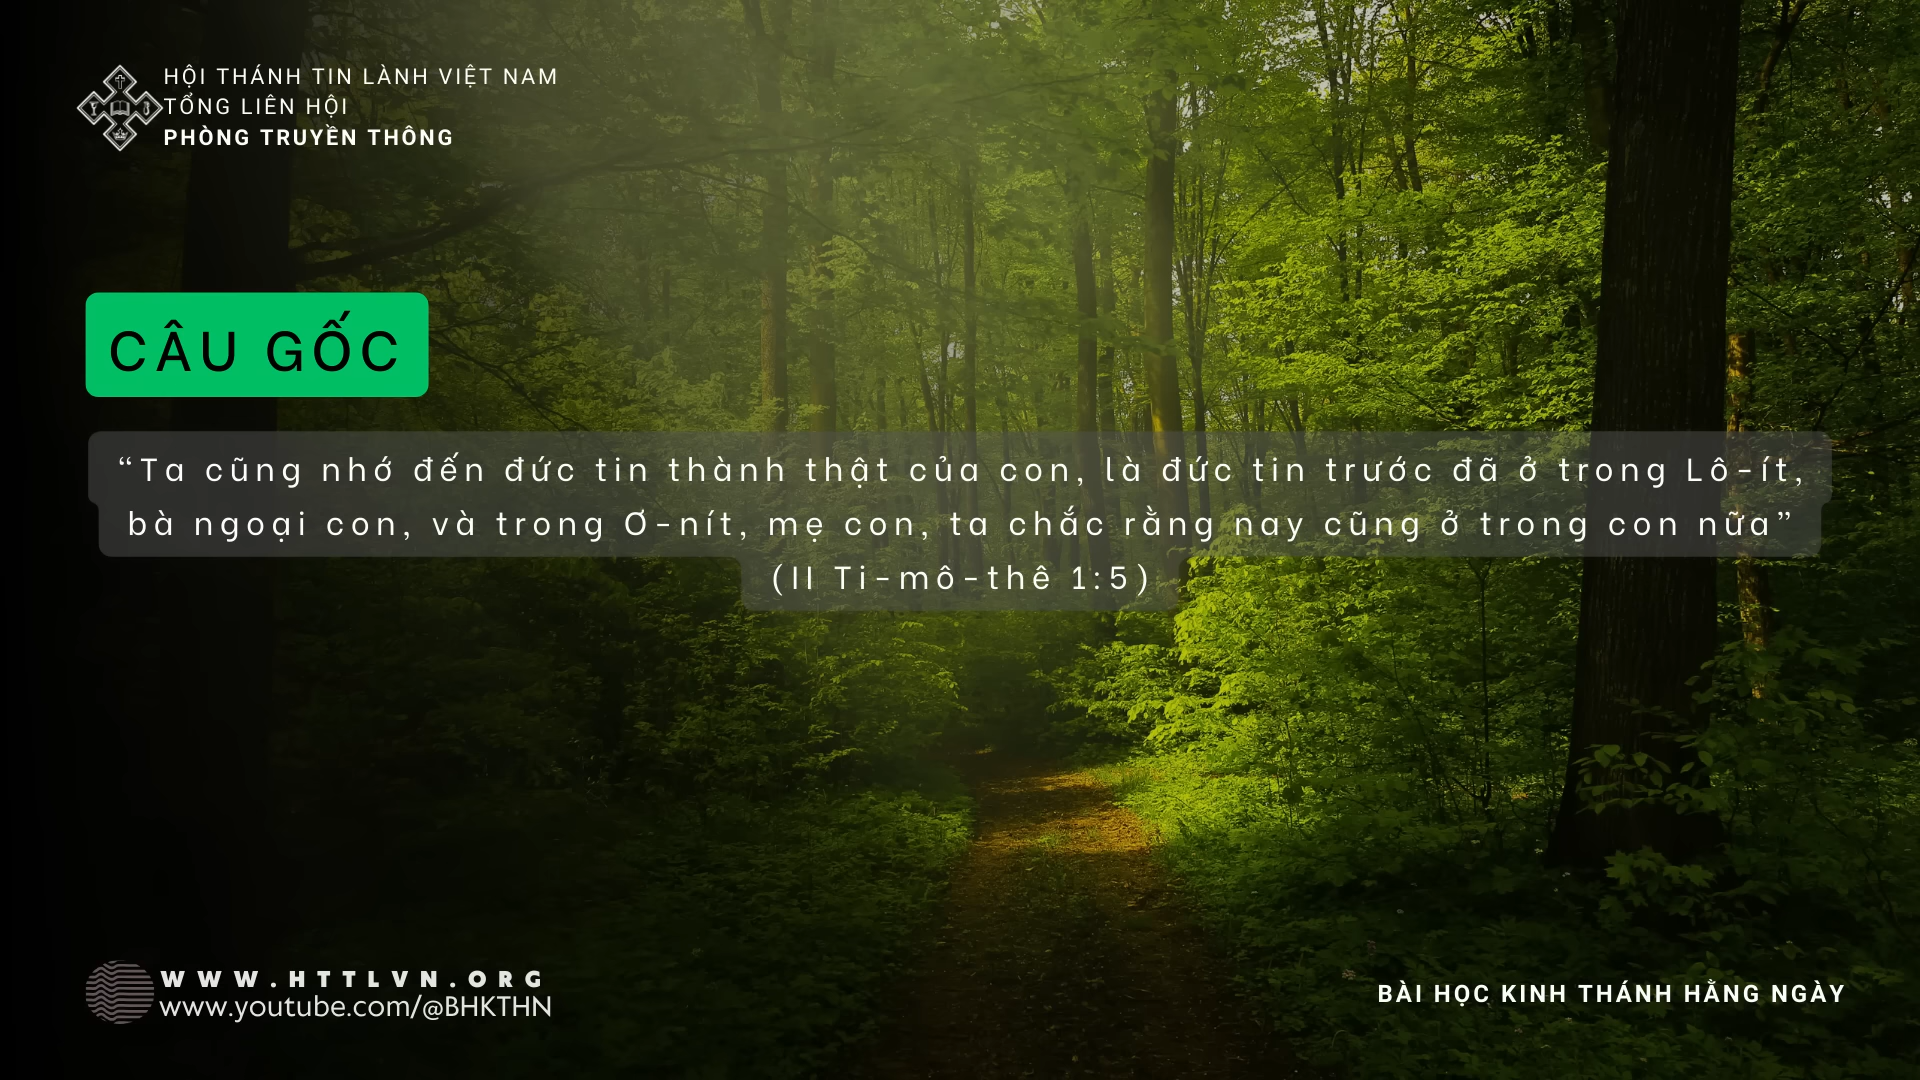 HỘI THÁNH TIN LÀNH VIỆT NAM
TỔNG LIÊN HỘI
PHÒNG TRUYỀN THÔNG
CÂU GỐC
“Ta cũng nhớ đến đức tin thành thật của con, là đức tin trước đã ở trong Lô-ít,
bà ngoại con, và trong Ơ-nít, mẹ con, ta chắc rằng nay cũng ở trong con nữa”
(II Ti-mô-thê 1:5)
WWW.HTTLVN.ORG
www.youtube.com/@BHKTHN
BÀI HỌC KINH THÁNH HẰNG NGÀY